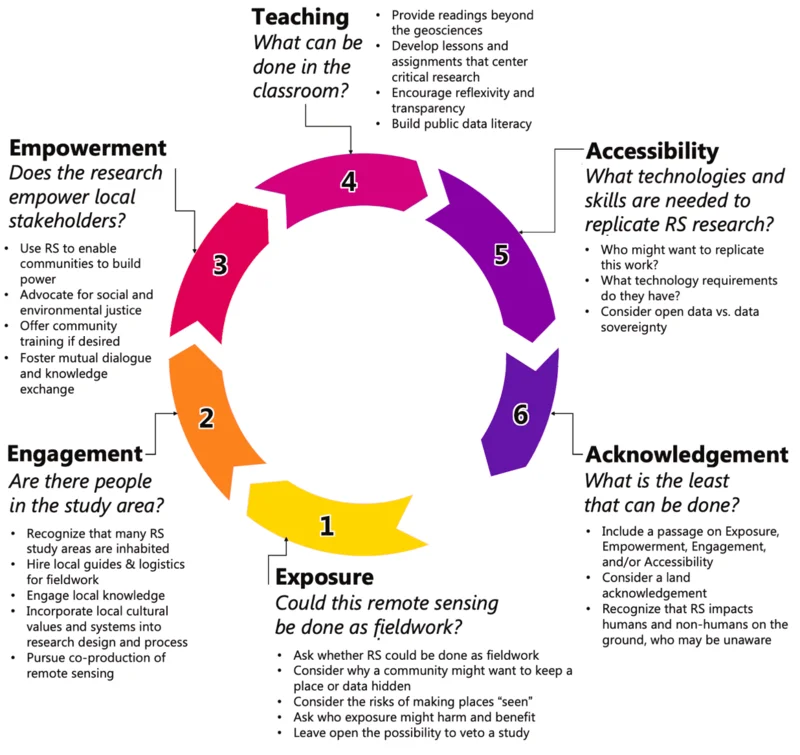 Teaching
What can be
done in the
classroom?
• Provide readings beyond
the geosciences
• Develop lessons and
assignments that center
critical research
• Encourage reflexivity and
transparency
• Build public data literacy
4
Empowerment
Does the research
empower local
stakeholders?
• Use RS to enable
communities to build
power
• Advocate for social and
environmental justice
• Offer community
training if desired
• Foster mutual dialogue
and knowledge
exchange
3
Accessibility
What technologies and
skills are needed to
replicate RS research?
• Who might want to replicate
this work?
• What technology requirements
do they have?
• Consider open data vs. data
sovereignty
5
2
Engagement
Are there people
in the study area?
• Recognize that many RS
study areas are inhabited
• Hire local guides & logistics
for fieldwork
• Engage local knowledge
• Incorporate local cultural
values and systems into
research design and process
• Pursue co-production of
remote sensing
6
Acknowledgement
What is the least
that can be done?
• Include a passage on Exposure,
Empowerment, Engagement,
and/or Accessibility
• Consider a land
acknowledgement
• Recognize that RS impacts
humans and non-humans on the
ground, who may be unaware
1
Exposure
Could this remote sensing
be done as fieldwork?
• Ask whether RS could be done as fieldwork
• Consider why a community might want to keep a
place or data hidden
• Consider the risks of making places “seen”
• Ask who exposure might harm and benefit
• Leave open the possibility to veto a study